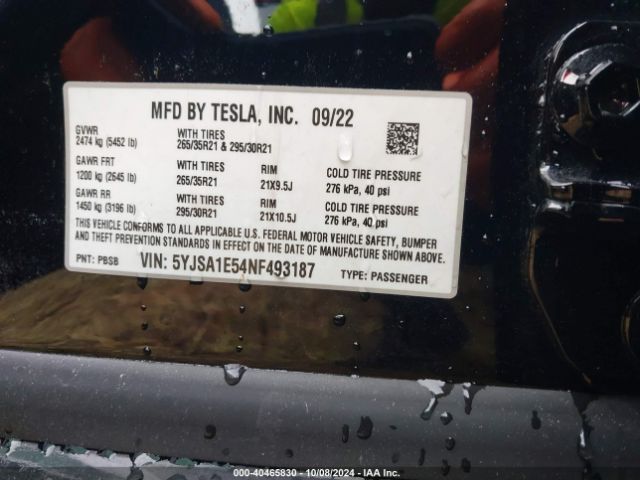 MFD BY TESLA, INC. 09/22
GVWR
2474 kg (5452 lb)
WITH TIRES
265/35R21 & 295/30R21
GAWR FRT
1200 kg (2645 lb)
WITH TIRES
265/35R21
RIM
21X9.5J
COLD TIRE PRESSURE
276 kPa, 40 psi
GAWR RR
1450 kg (3196 lb)
WITH TIRES
295/30R21
RIM
21X10.5J
COLD TIRE PRESSURE
276 kPa, 40 psi
THIS VEHICLE CONFORMS TO ALL APPLICABLE U.S. FEDERAL MOTOR VEHICLE SAFETY, BUMPER
AND THEFT PREVENTION STANDARDS IN EFFECT ON THE DATE OF MANUFACTURE SHOWN ABOVE.
PNT: PBSB VIN: 5YJSA1E54NF493187 TYPE: PASSENGER
000-40465830 - 10/08/2024 - IAA Inc.